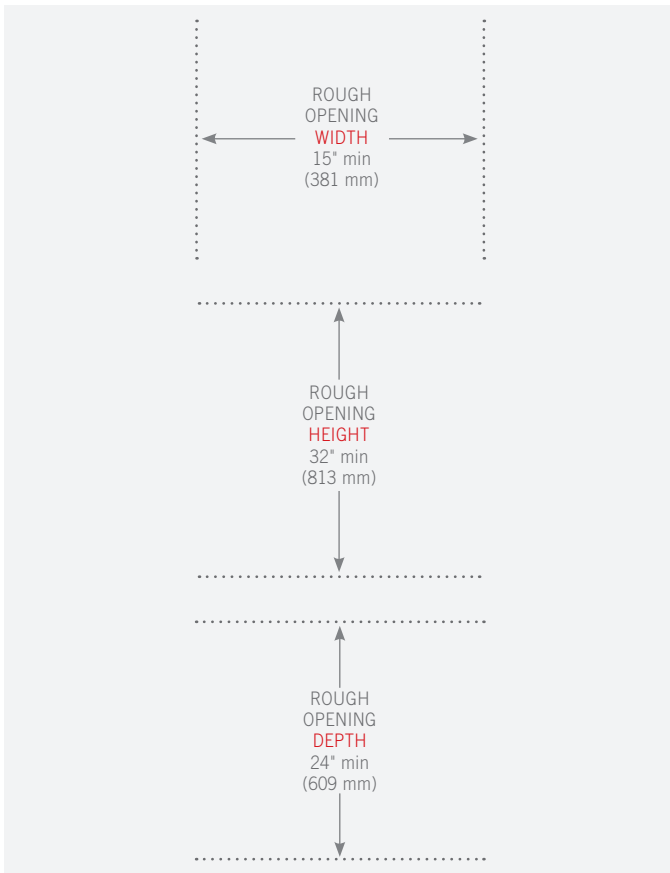 ROUGH
OPENING
WIDTH
15" min
(381 mm)
ROUGH
OPENING
HEIGHT
32" min
(813 mm)
ROUGH
OPENING
DEPTH
24" min
(609 mm)